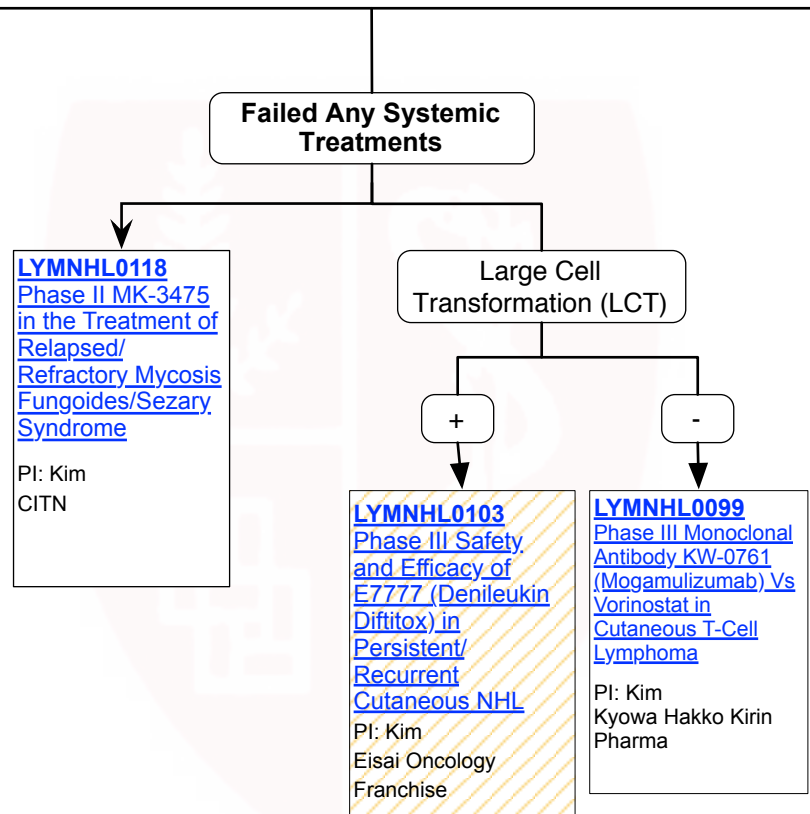 Failed Any Systemic
Treatments
LYMNHL0118
Phase II MK-3475
in the Treatment of
Relapsed/
Refractory Mycosis
Fungoides/Sezary
Syndrome
PI: Kim
CITN
Large Cell
Transformation (LCT)
+
-
LYMNHL0103
Phase III Safety
and Efficacy of
E7777 (Denileukin
Diftitox) in
Persistent/
Recurrent
Cutaneous NHL
PI: Kim
Eisai Oncology
Franchise
LYMNHL0099
Phase III Monoclonal
Antibody KW-0761
(Mogamulizumab) Vs
Vorinostat in
Cutaneous T-Cell
Lymphoma
PI: Kim
Kyowa Hakko Kirin
Pharma